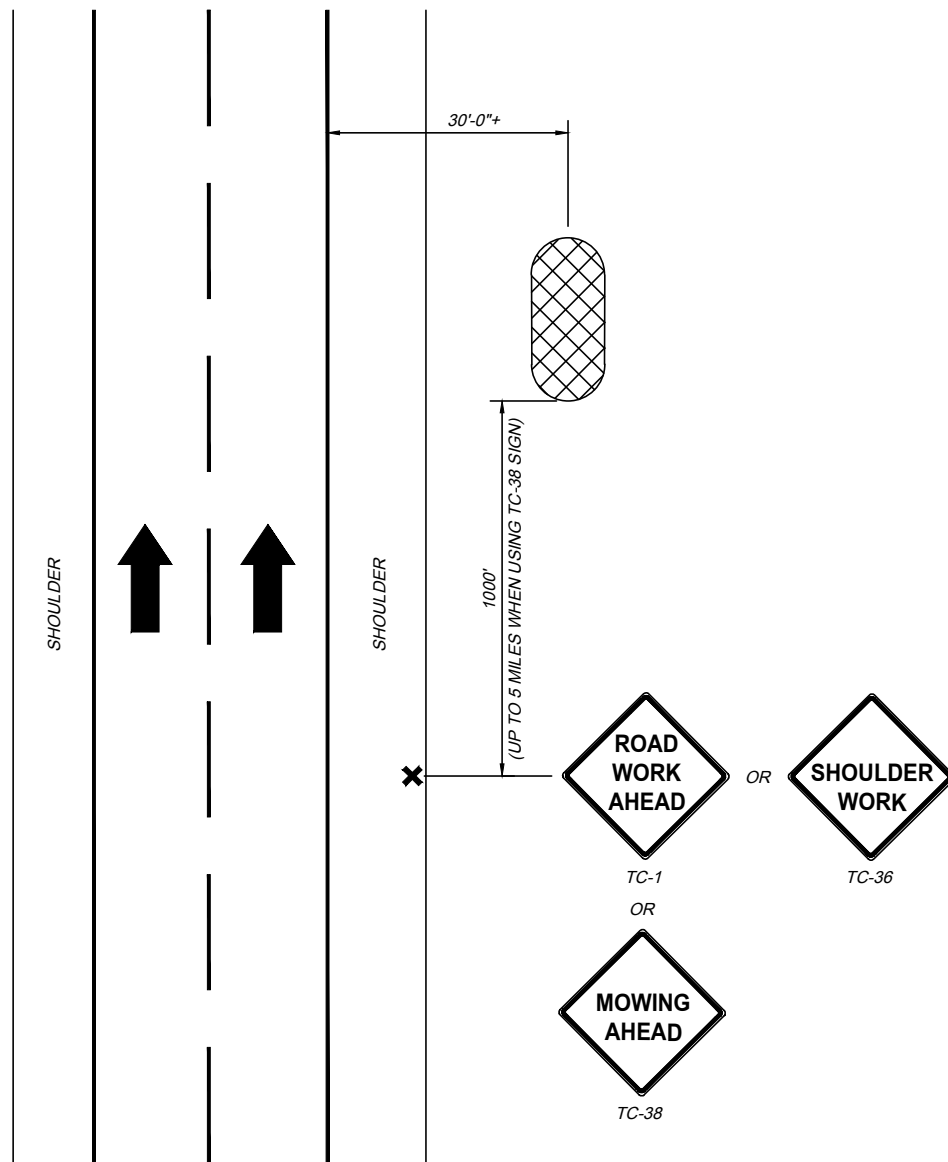 30'-0"+
1000'
(UP TO 5 MILES WHEN USING TC-38 SIGN)
SHOULDER
SHOULDER
ROAD
WORK
AHEAD
TC-1
OR
SHOULDER
WORK
TC-36
OR
MOWING
AHEAD
TC-38